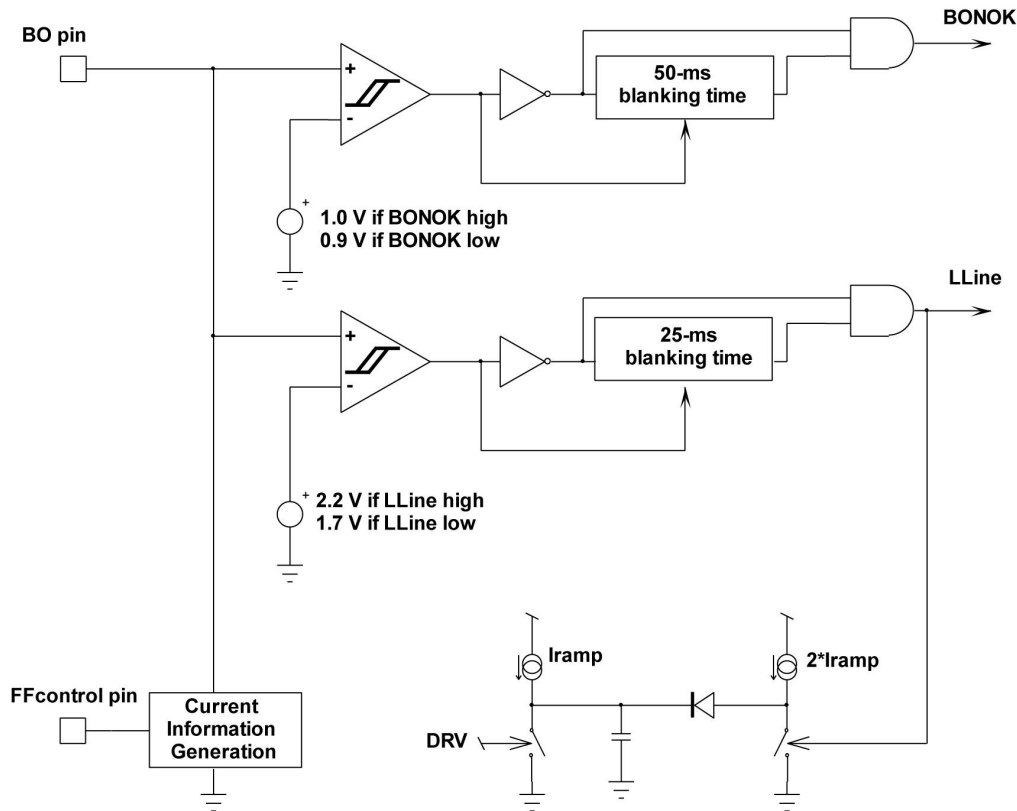 BONOK
BO pin
+
50-ms
blanking time
-
+
1.0 V if BONOK high
0.9 V if BONOK low
LLine
+
25-ms
blanking time
-
+
2.2 V if LLine high
1.7 V if LLine low
Iramp
2*Iramp
FFcontrol pin
Current
Information
Generation
DRV